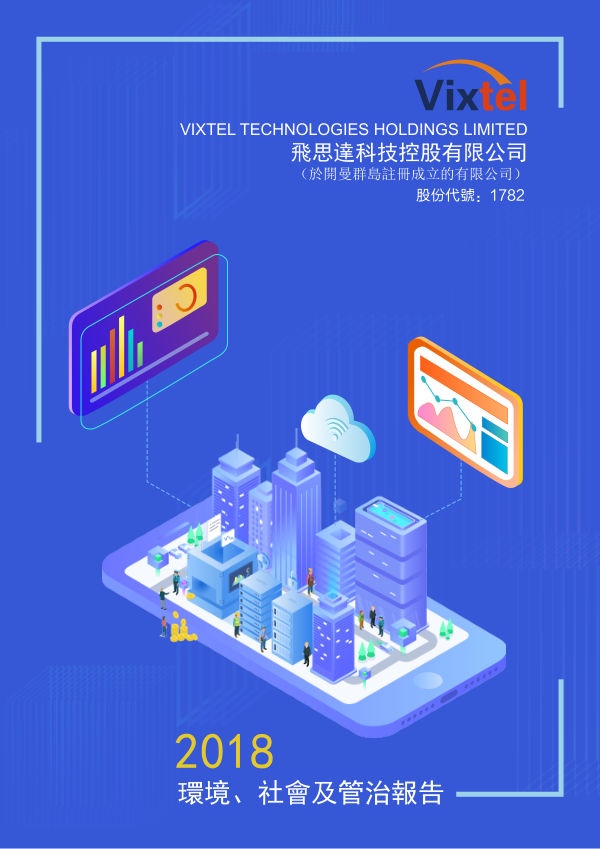 Vixtel
VIXTEL TECHNOLOGIES HOLDINGS LIMITED
飛思達科技控股有限公司
（於開曼群島註冊成立的有限公司）
股份代號：1782
2018
環境、社會及管治報告